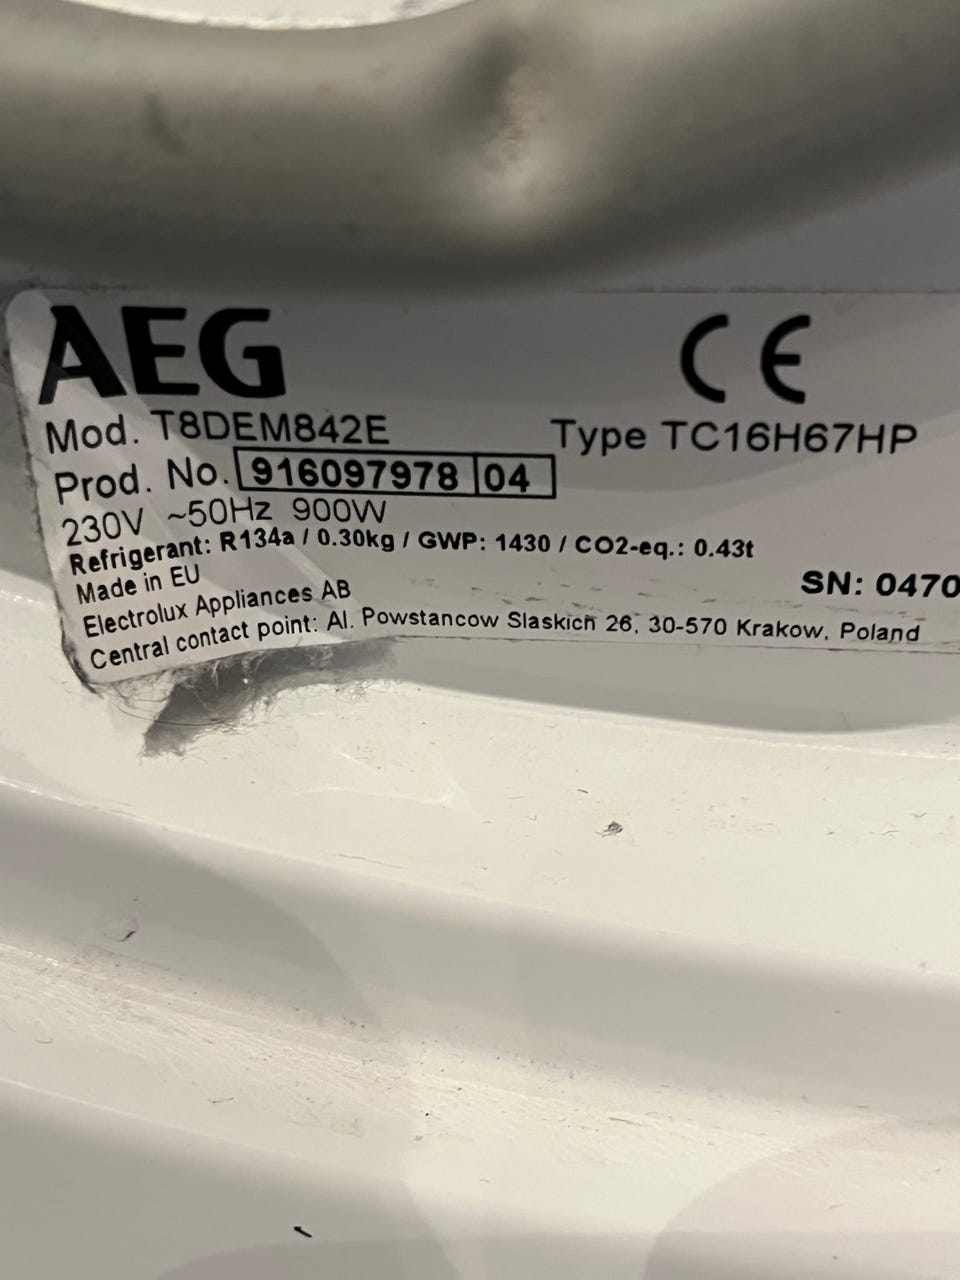 AEG CE
Mod. T8DEM842E Type TC16H67HP
Prod. No. 916097978 04
230V ~50Hz 900W
Refrigerant: R134a / 0.30kg / GWP: 1430 / CO2-eq.: 0.43t
Made in EU SN: 0470
Electrolux Appliances AB
Central contact point: Al. Powstancow Slaskich 26, 30-570 Krakow, Poland